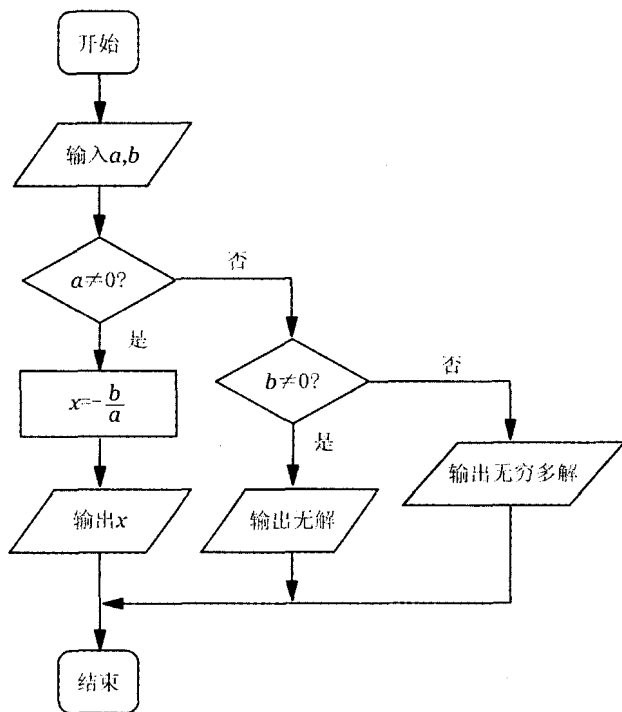 开始
输入a,b
a≠0?
否
是
b≠0?
否
x=-b/a
是
输出无穷多解
输出x
输出无解
结束